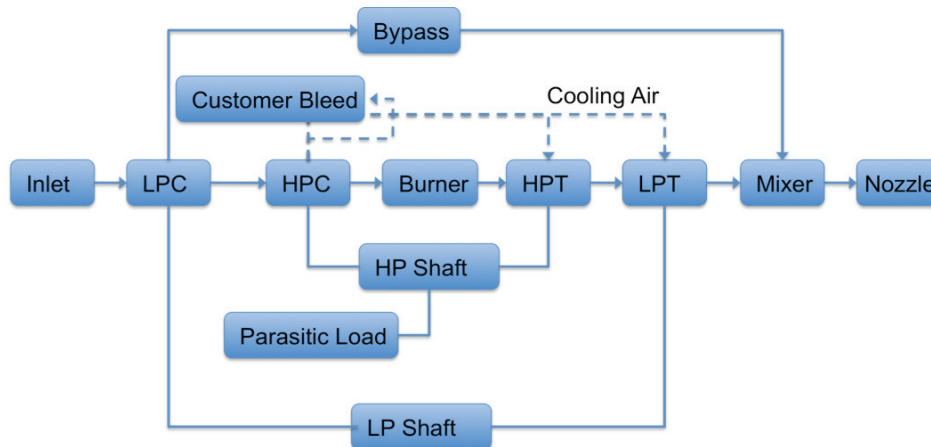 Bypass
Customer Bleed
Cooling Air
Inlet
LPC
HPC
Burner
HPT
LPT
Mixer
Nozzle
HP Shaft
Parasitic Load
LP Shaft